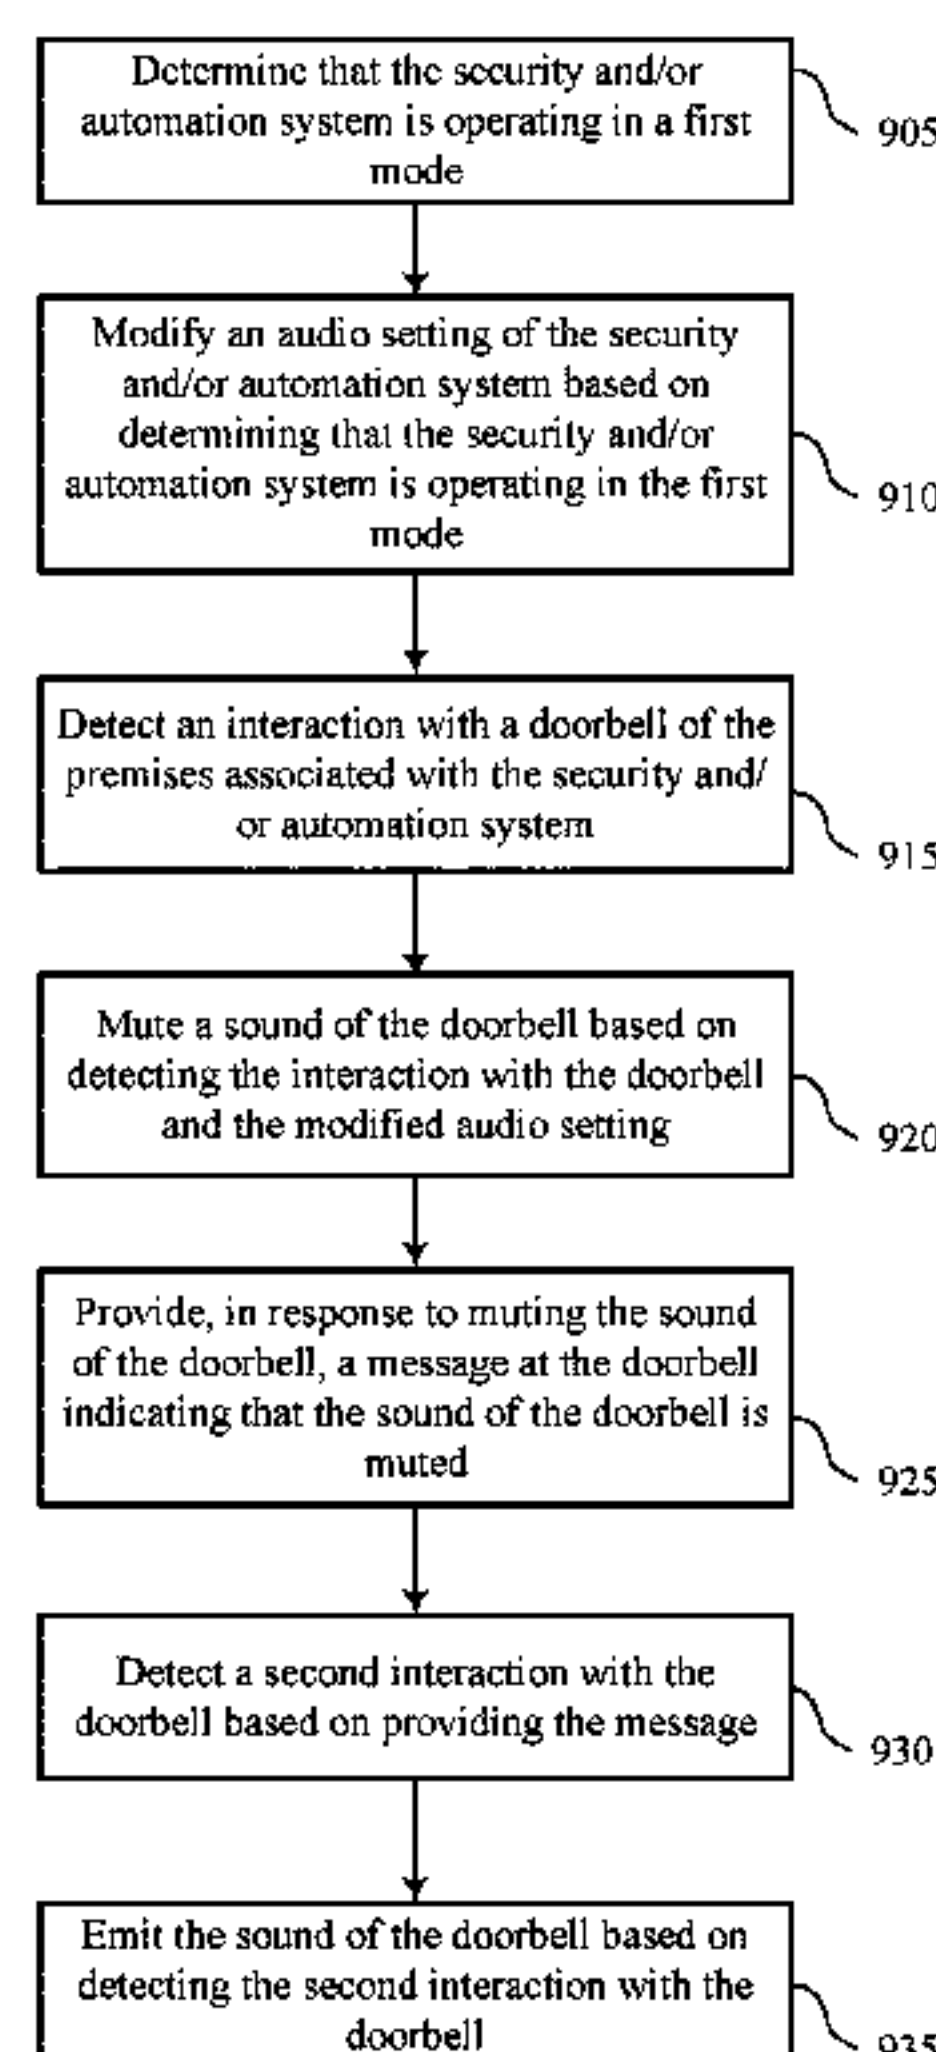 Determine that the security and/or
automation system is operating in a first
mode
905
Modify an audio setting of the security
and/or automation system based on
determining that the security and/or
automation system is operating in the first
mode
910
Detect an interaction with a doorbell of the
premises associated with the security and/
or automation system
915
Mute a sound of the doorbell based on
detecting the interaction with the doorbell
and the modified audio setting
920
Provide, in response to muting the sound
of the doorbell, a message at the doorbell
indicating that the sound of the doorbell is
muted
925
Detect a second interaction with the
doorbell based on providing the message
930
Emit the sound of the doorbell based on
detecting the second interaction with the
doorbell
935